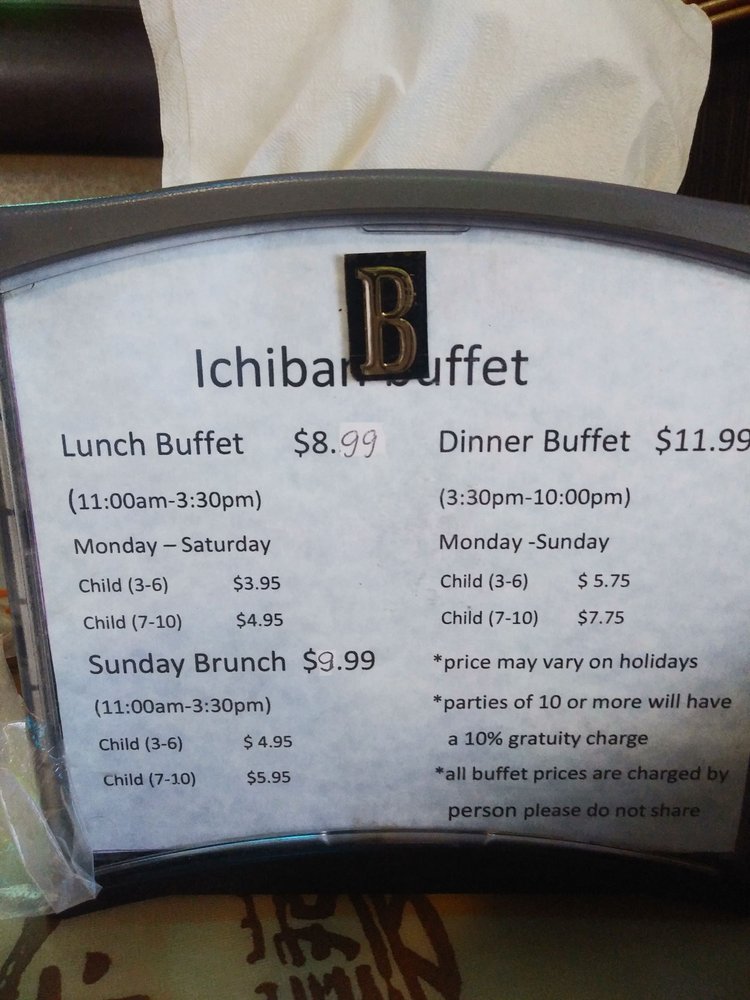 B
Ichiban buffet
Lunch Buffet $8.99
(11:00am-3:30pm)
Monday – Saturday
Child (3-6) $3.95
Child (7-10) $4.95
Sunday Brunch $9.99
(11:00am-3:30pm)
Child (3-6) $ 4.95
Child (7-10) $5.95
Dinner Buffet $11.99
(3:30pm-10:00pm)
Monday -Sunday
Child (3-6) $ 5.75
Child (7-10) $7.75
*price may vary on holidays
*parties of 10 or more will have
a 10% gratuity charge
*all buffet prices are charged by
person please do not share